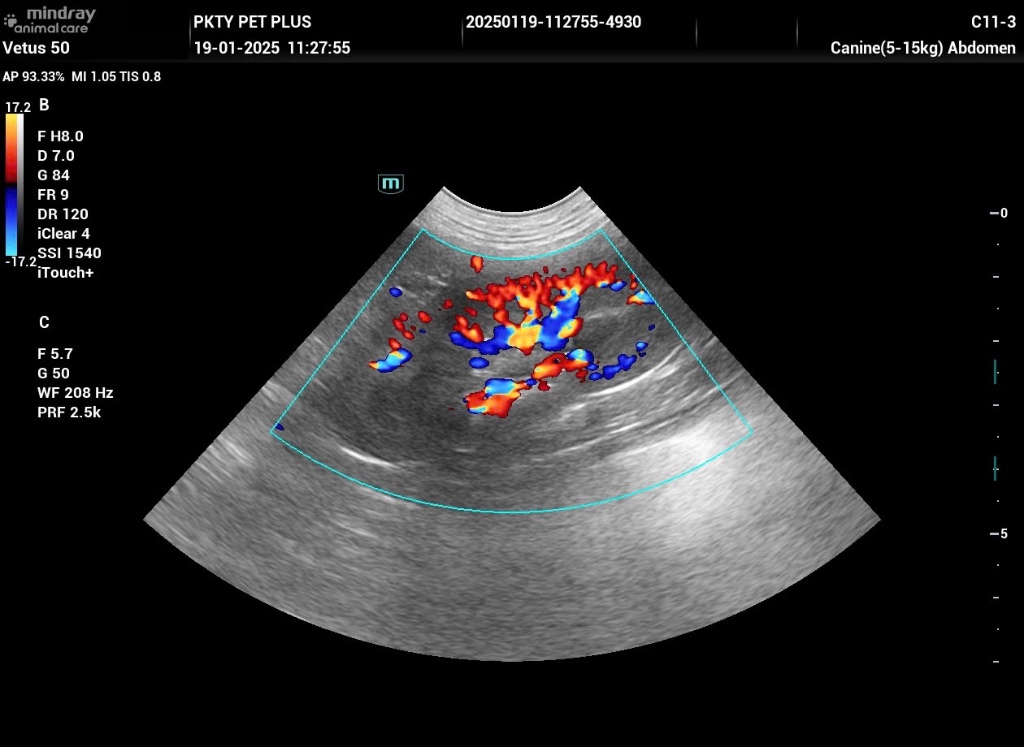 mindray
animalcare
Vetus 50
PKTY PET PLUS
19-01-2025 11:27:55
20250119-112755-4930
C11-3
Canine(5-15kg) Abdomen
AP 93.33% MI 1.05 TIS 0.8
17.2
B
F H8.0
D 7.0
G 84
FR 9
DR 120
iClear 4
SSI 1540
-17.2
iTouch+
C
F 5.7
G 50
WF 208 Hz
PRF 2.5k
m
0
5